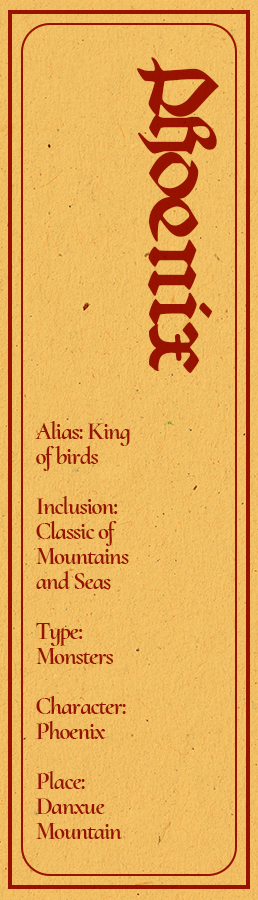 Phoenix
Alias: King
of birds
Inclusion:
Classic of
Mountains
and Seas
Type:
Monsters
Character:
Phoenix
Place:
Danxue
Mountain